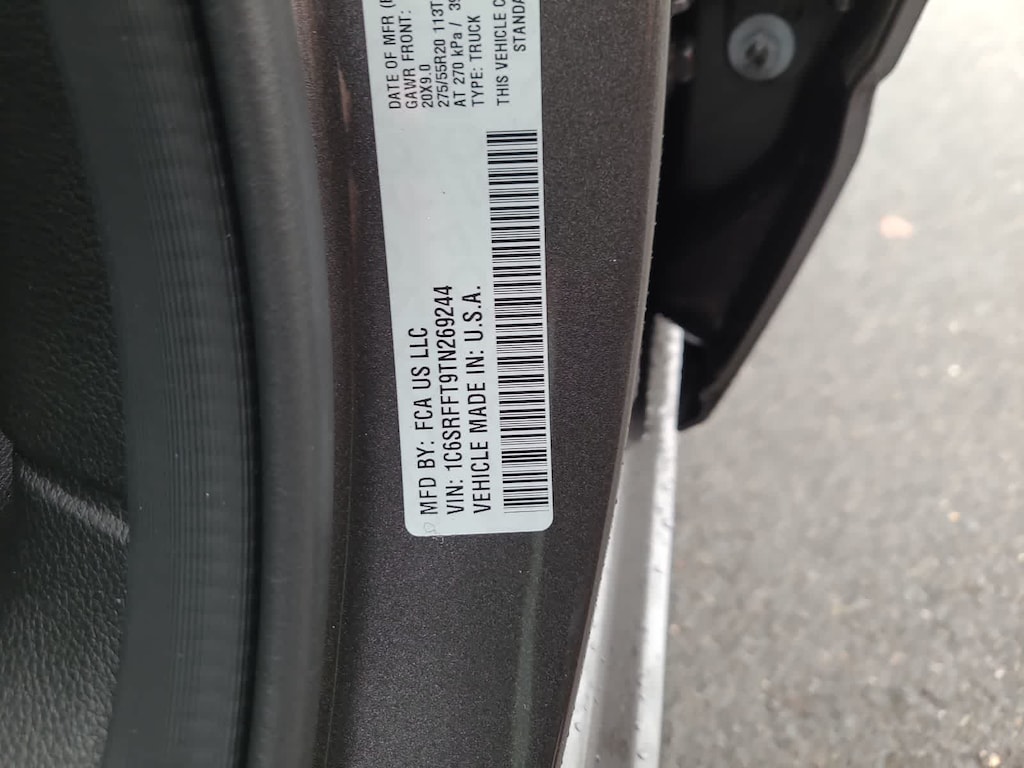 MFD BY: FCA US LLC
VIN: 1C6SRFFT9TN269244
VEHICLE MADE IN: U.S.A.
DATE OF MFR
GAWR FRONT:
20X9.0
275/55R20 113T
AT 270 kPa / 39
TYPE: TRUCK
THIS VEHICLE C
STANDA